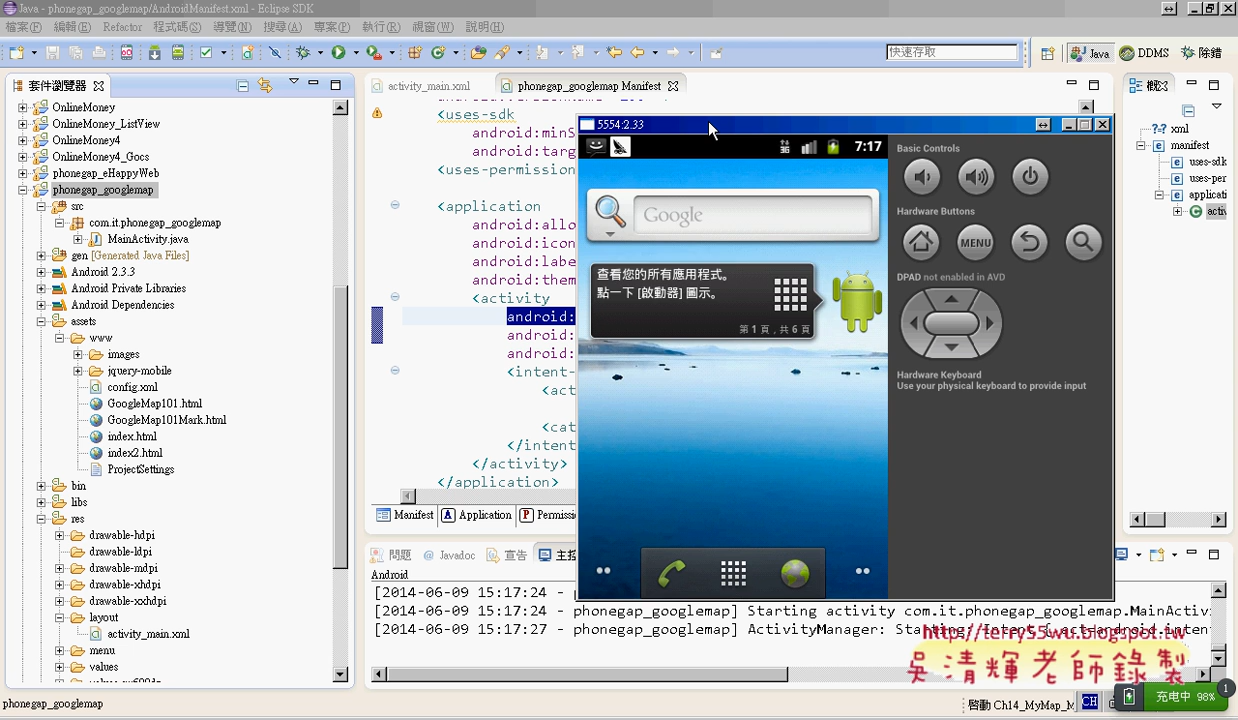 Java - phonegap_googlemap/AndroidManifest.xml - Eclipse SDK
檔案(F) 編輯(E) Refactor 程式碼(S) 導覽(N) 搜尋(A) 專案(P) 執行(R) 視窗(W) 說明(H)
快速存取
Java
DDMS
除錯
套件瀏覽器
OnlineMoney
OnlineMoney_ListView
OnlineMoney4
OnlineMoney4_Gocs
phonegap_eHappyWeb
phonegap_googlemap
src
com.it.phonegap_googlemap
MainActivity.java
gen [Generated Java Files]
Android 2.3.3
Android Private Libraries
Android Dependencies
assets
www
images
jquery-mobile
config.xml
GoogleMap101.html
GoogleMap101Mark.html
index.html
index2.html
ProjectSettings
bin
libs
res
drawable-hdpi
drawable-ldpi
drawable-mdpi
drawable-xhdpi
drawable-xxhdpi
layout
activity_main.xml
menu
values
activity_main.xml
phonegap_googlemap Manifest
<uses-sdk
android:minS
android:targ
<uses-permission
<application
android:allo
android:icon
android:labe
android:them
<activity
android:
android:
android:
<intent-
<ac
<cat
</intent
</activity>
</application>
Manifest
A Application
P Permissi
5554:2.33
7:17
Google
查看您的所有應用程式。
點一下 [啟動器] 圖示。
第 1 頁，共 6 頁
Basic Controls
Hardware Buttons
MENU
DPAD not enabled in AVD
Hardware Keyboard
Use your physical keyboard to provide input
概
xml
manifest
uses-sdk
uses-per
applicati
activ
問題
@ Javadoc
宣告
主控
Android
[2014-06-09 15:17:24 - p
[2014-06-09 15:17:24 - phonegap_googlemap] Starting activity com.it.phonegap_googlemap.MainActiv
[2014-06-09 15:17:27 - phonegap_googlemap] ActivityManager: Starting: Intent { act=android.inten
http://terry55wu.blogspot.tw
吳清輝老師錄製
phonegap_googlemap
啟動 Ch14_MyMap_M
CH
充电中 98%
1